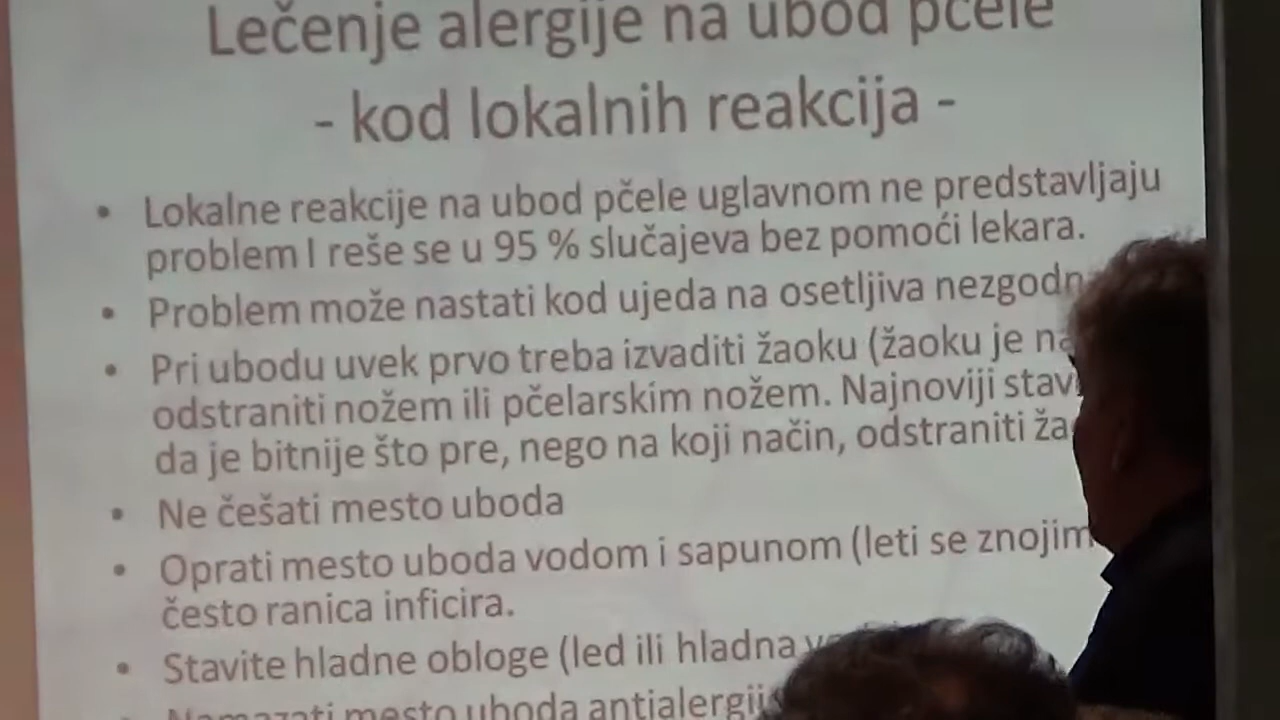 Lečenje alergije na ubod pčele
- kod lokalnih reakcija -
• Lokalne reakcije na ubod pčele uglavnom ne predstavljaju
problem I reše se u 95 % slučajeva bez pomoći lekara.
• Problem može nastati kod ujeda na osetljiva
• Pri ubodu uvek prvo treba izvaditi žaoku (žaoku je
odstraniti nožem ili pčelarskim nožem. Najnoviji
da je bitnije što pre, nego na koji način, odstraniti
• Ne češati mesto uboda
• Oprati mesto uboda vodom i sapunom (leti se
često ranica inficira.
• Stavite hladne obloge (led ili hladna
• Namazati mesto uboda